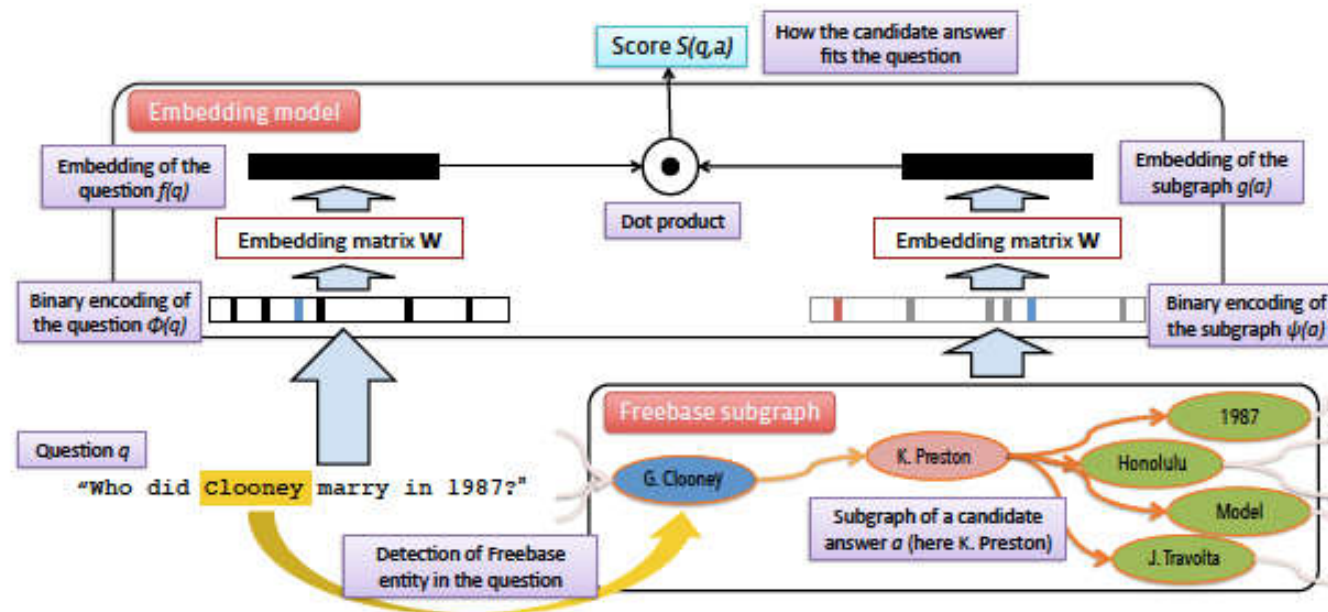 Score S(q,a)
How the candidate answer
fits the question
Embedding model
Embedding of the
question f(q)
Embedding of the
subgraph g(a)
Dot product
Embedding matrix W
Embedding matrix W
Binary encoding of
the question Φ(q)
Binary encoding of
the subgraph ψ(a)
Freebase subgraph
1987
Question q
K. Preston
Honolulu
G. Clooney
“Who did Clooney marry in 1987?”
Model
Subgraph of a candidate
answer a (here K. Preston)
J. Travolta
Detection of Freebase
entity in the question